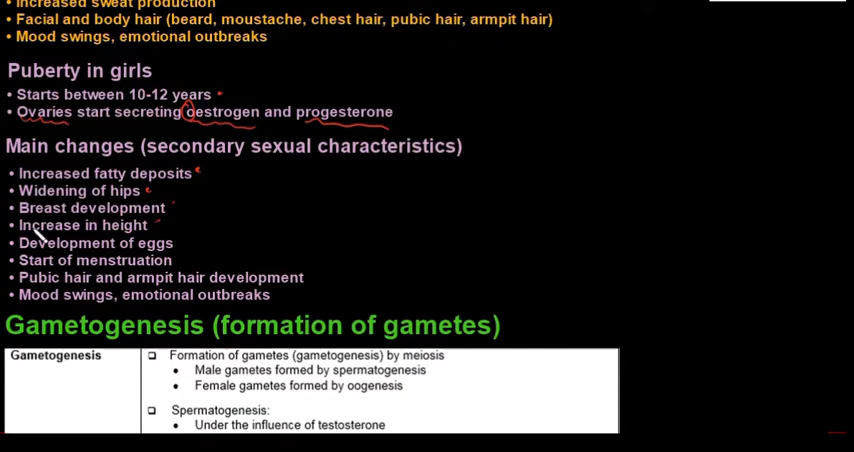 • Increased sweat production
• Facial and body hair (beard, moustache, chest hair, pubic hair, armpit hair)
• Mood swings, emotional outbreaks
Puberty in girls
• Starts between 10-12 years
• Ovaries start secreting oestrogen and progesterone
Main changes (secondary sexual characteristics)
• Increased fatty deposits
• Widening of hips
• Breast development
• Increase in height
• Development of eggs
• Start of menstruation
• Pubic hair and armpit hair development
• Mood swings, emotional outbreaks
Gametogenesis (formation of gametes)
Gametogenesis
❑ Formation of gametes (gametogenesis) by meiosis
• Male gametes formed by spermatogenesis
• Female gametes formed by oogenesis
❑ Spermatogenesis:
• Under the influence of testosterone